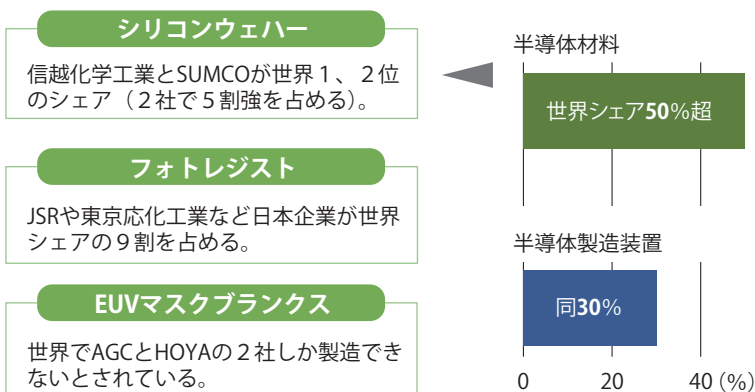 シリコンウェハー
信越化学工業とSUMCOが世界１、２位
のシェア（２社で５割強を占める）。
フォトレジスト
JSRや東京応化工業など日本企業が世界
シェアの９割を占める。
EUVマスクブランクス
世界でAGCとHOYAの２社しか製造でき
ないとされている。
半導体材料
世界シェア50％超
半導体製造装置
同30％
0 20 40 (％)